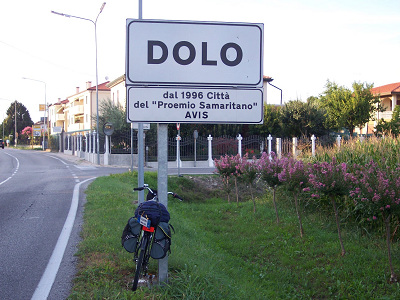 DOLO
dal 1996 Città
del "Proemio Samaritano"
AVIS